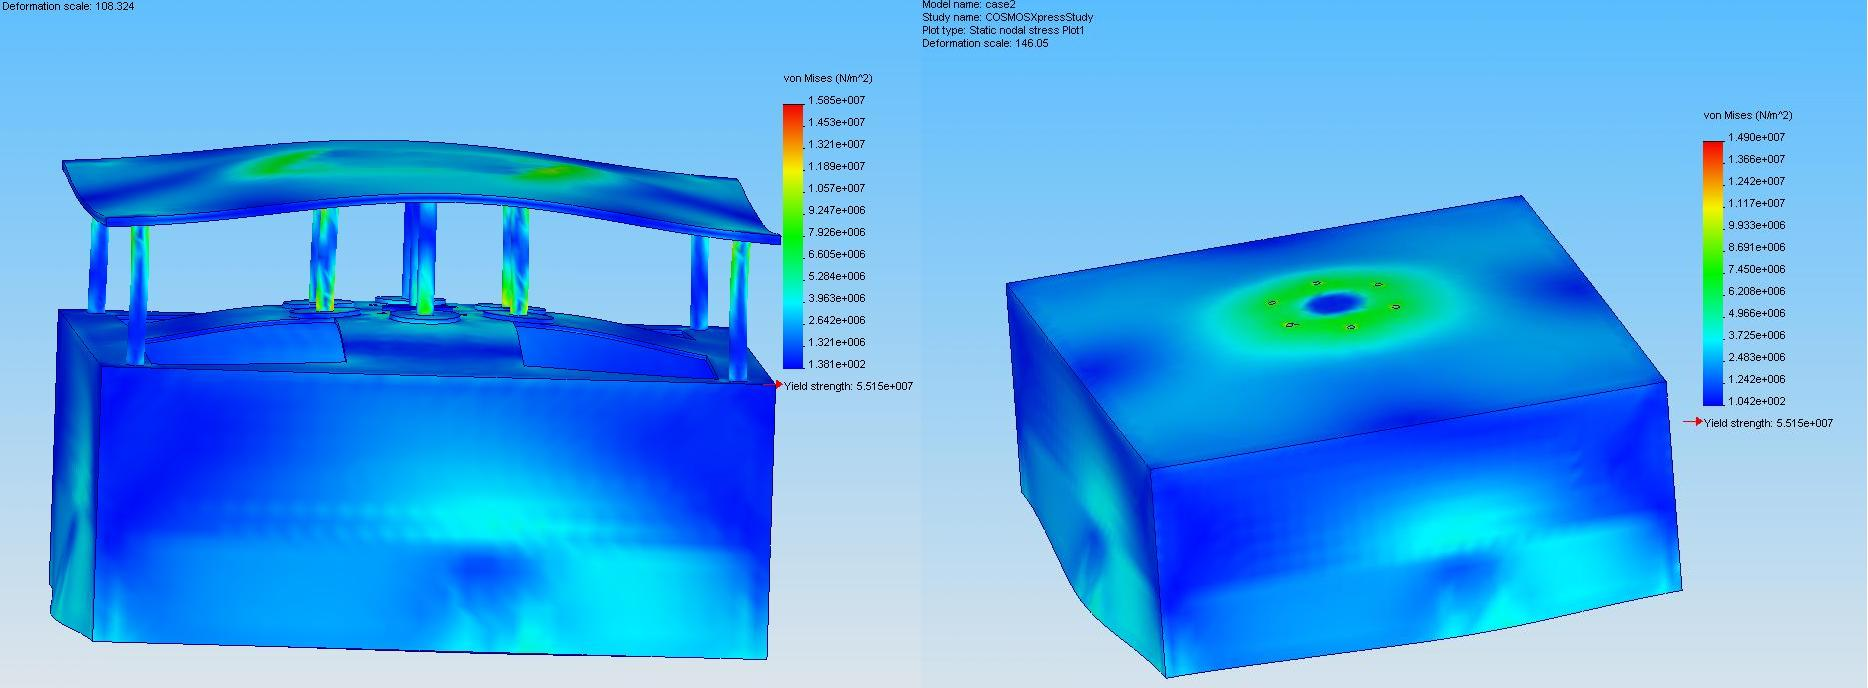 Deformation scale: 108.324
von Mises (N/m^2)
1.585e+007
1.453e+007
1.321e+007
1.189e+007
1.057e+007
9.247e+006
7.926e+006
6.605e+006
5.284e+006
3.963e+006
2.642e+006
1.321e+006
1.381e+002
Yield strength: 5.515e+007
Model name: case2
Study name: COSMOSXpressStudy
Plot type: Static nodal stress Plot1
Deformation scale: 146.05
von Mises (N/m^2)
1.490e+007
1.366e+007
1.242e+007
1.117e+007
9.933e+006
8.691e+006
7.450e+006
6.208e+006
4.966e+006
3.725e+006
2.483e+006
1.242e+006
1.042e+002
Yield strength: 5.515e+007